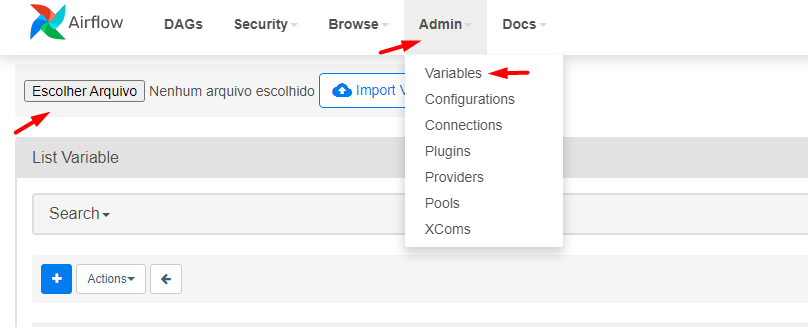 Airflow DAGs Security Browse Admin Docs
Escolher Arquivo Nenhum arquivo escolhido Import V
Variables
Configurations
Connections
Plugins
Providers
Pools
XComs
List Variable
Search
+ Actions